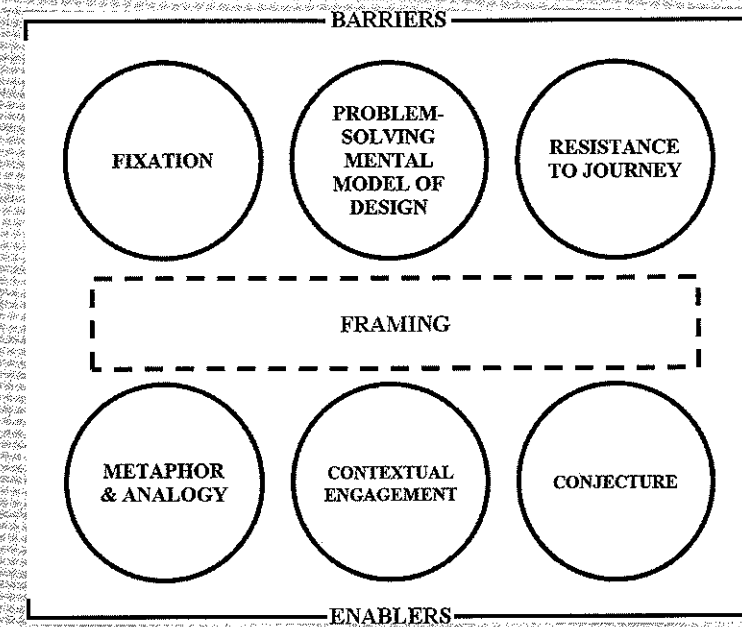 BARRIERS
FIXATION
PROBLEM-
SOLVING
MENTAL
MODEL OF
DESIGN
RESISTANCE
TO JOURNEY
FRAMING
METAPHOR
& ANALOGY
CONTEXTUAL
ENGAGEMENT
CONJECTURE
ENABLERS